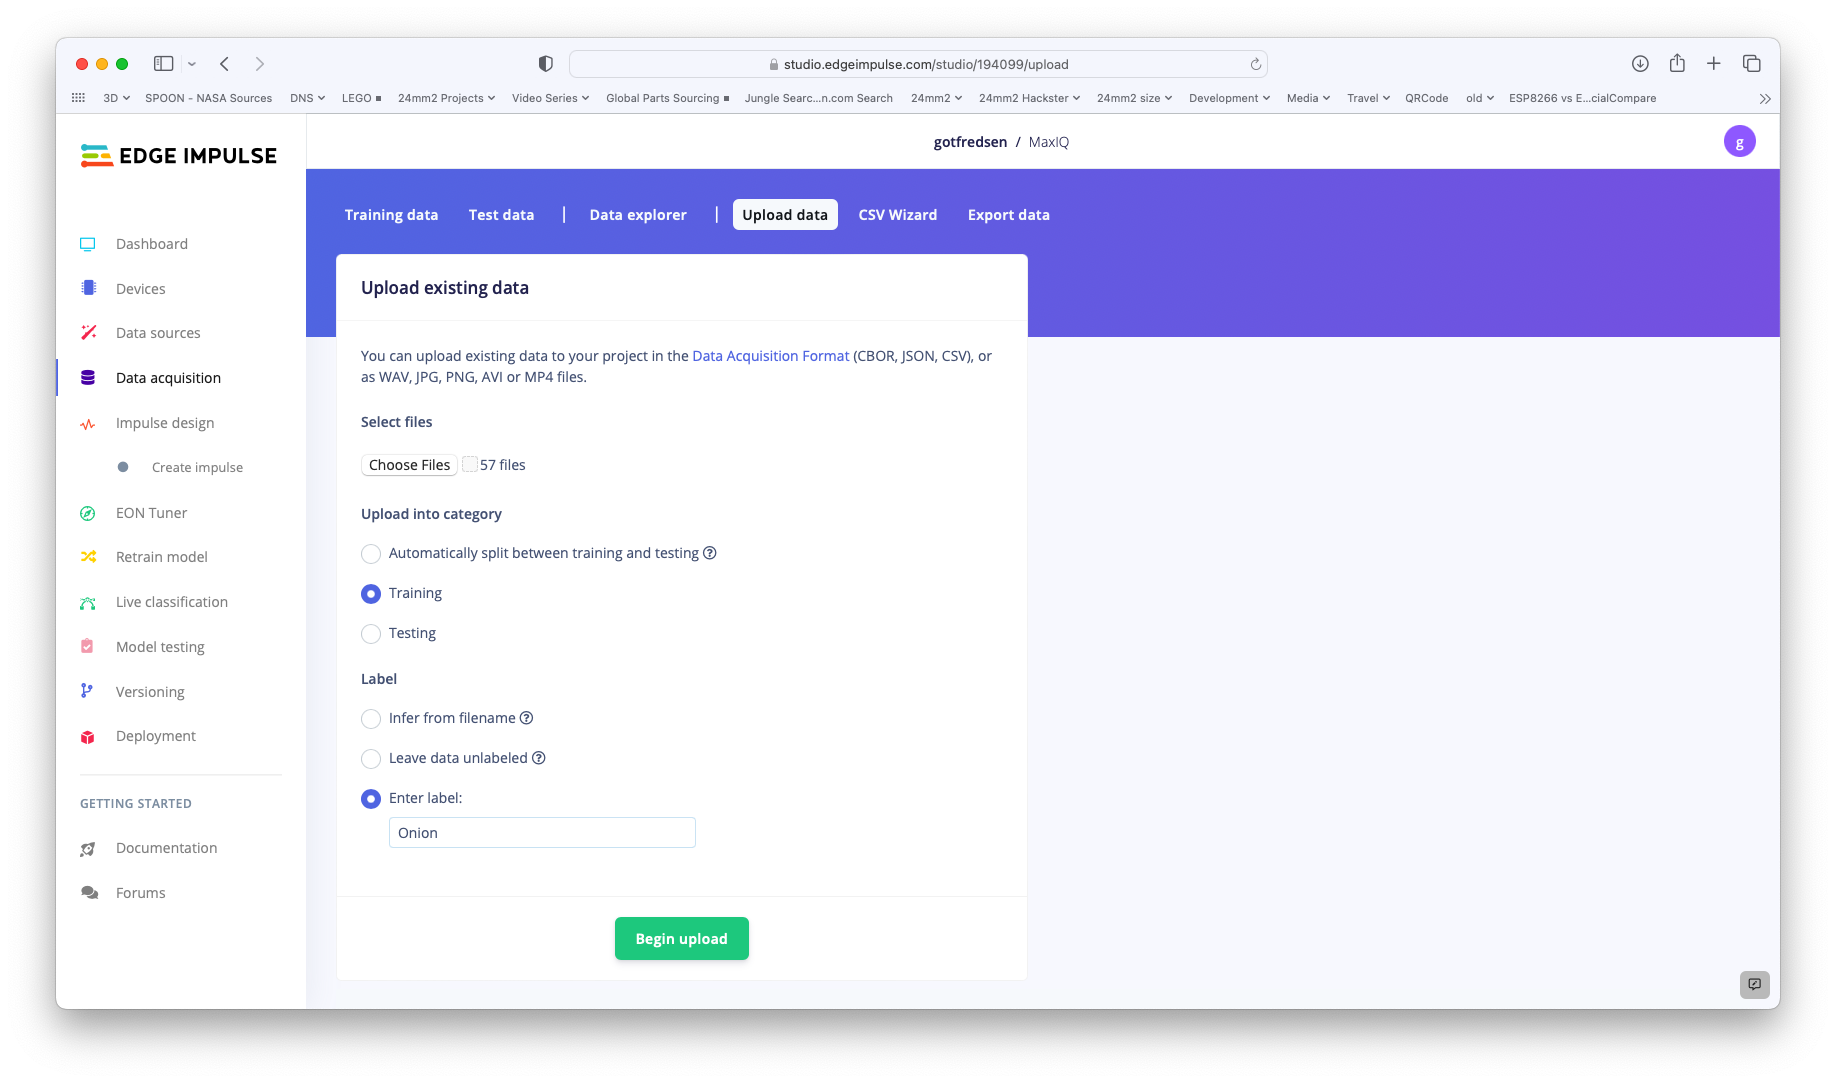 studio.edgeimpulse.com/studio/194099/upload
3D SPOON - NASA Sources DNS LEGO 24mm2 Projects Video Series Global Parts Sourcing Jungle Searc...n.com Search 24mm2 24mm2 Hackster 24mm2 size Development Media Travel QRCode old ESP8266 vs E...cialCompare
EDGE IMPULSE
gotfredsen / MaxIQ
g
Training data Test data | Data explorer | Upload data CSV Wizard Export data
Dashboard
Devices
Data sources
Data acquisition
Impulse design
Create impulse
EON Tuner
Retrain model
Live classification
Model testing
Versioning
Deployment
GETTING STARTED
Documentation
Forums
Upload existing data
You can upload existing data to your project in the Data Acquisition Format (CBOR, JSON, CSV), or
as WAV, JPG, PNG, AVI or MP4 files.
Select files
Choose Files 57 files
Upload into category
Automatically split between training and testing ?
Training
Testing
Label
Infer from filename ?
Leave data unlabeled ?
Enter label:
Onion
Begin upload